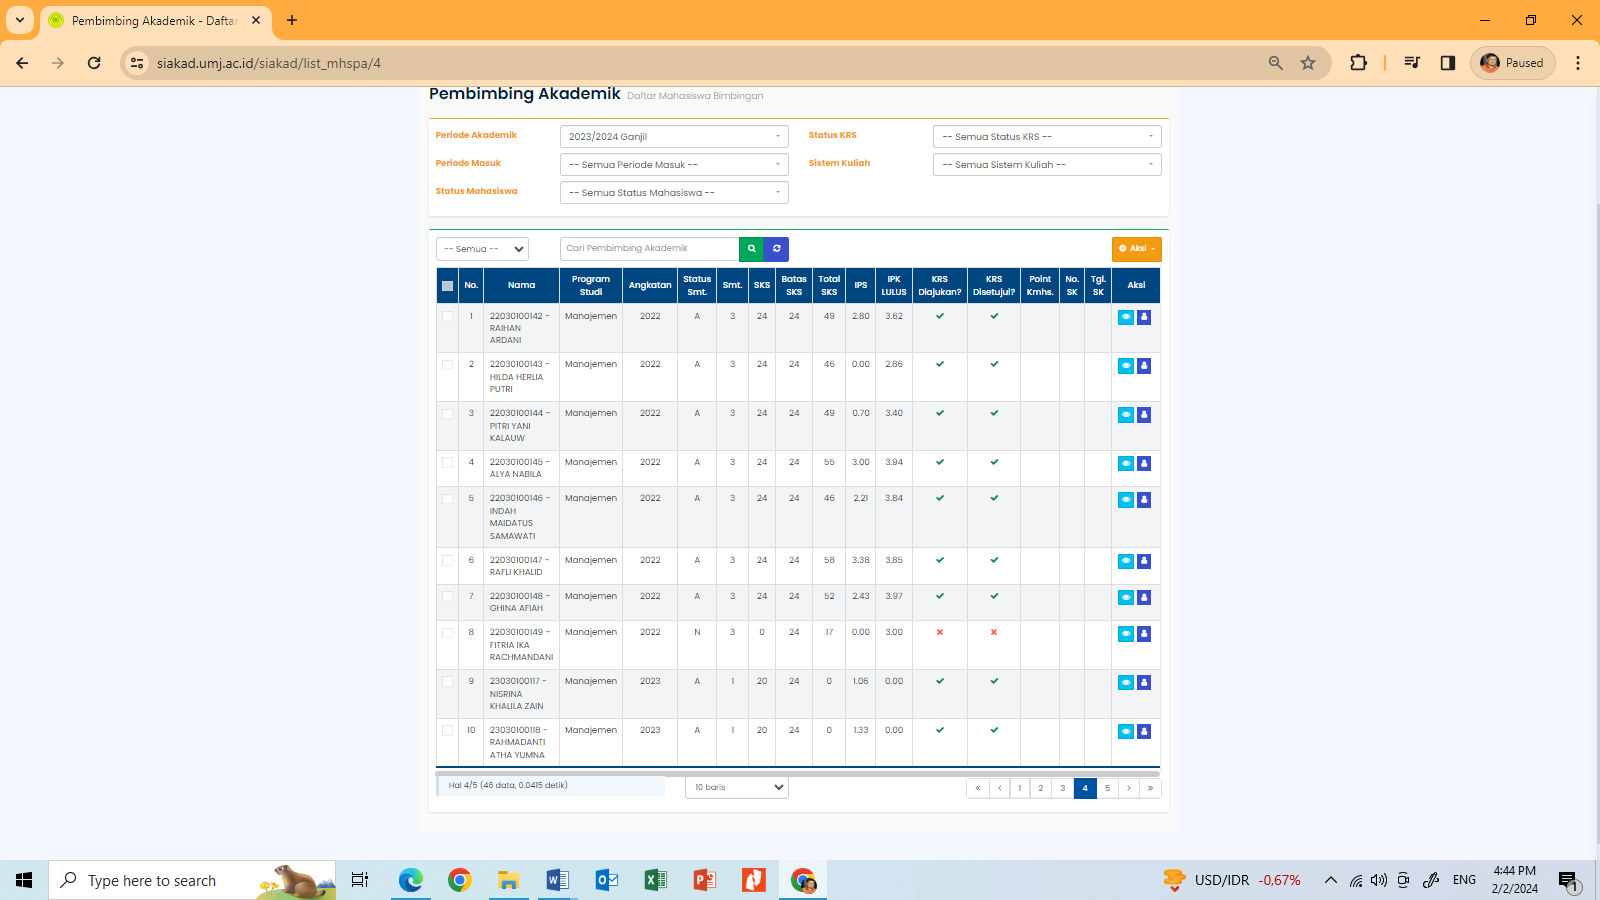 Pembimbing Akademik - Daftar
siakad.umj.ac.id/siakad/list_mhspa/4
Paused
Pembimbing Akademik Daftar Mahasiswa Bimbingan
Periode Akademik 2023/2024 Ganjil Status KRS -- Semua Status KRS --
Periode Masuk -- Semua Periode Masuk -- Sistem Kuliah -- Semua Sistem Kuliah --
Status Mahasiswa -- Semua Status Mahasiswa --
-- Semua -- Cari Pembimbing Akademik Aksi
No. Nama Program Studi Angkatan Status Smt. Smt. SKS Batas SKS Total SKS IPS IPK LULUS KRS Diajukan? KRS Disetujui? Point Kmhs. No. SK Tgl. SK Aksi
1 22030100142 - Manajemen 2022 A 3 24 24 49 2.80 3.62
RAIHAN
ARDANI
2 22030100143 - Manajemen 2022 A 3 24 24 46 0.00 2.86
HILDA HERLIA
PUTRI
3 22030100144 - Manajemen 2022 A 3 24 24 49 0.70 3.40
PITRI YANI
KALAUW
4 22030100145 - Manajemen 2022 A 3 24 24 55 3.00 3.94
ALYA NABILA
5 22030100146 - Manajemen 2022 A 3 24 24 46 2.21 3.84
INDAH
MAIDATUS
SAMAWATI
6 22030100147 - Manajemen 2022 A 3 24 24 58 3.38 3.85
RAFLI KHALID
7 22030100148 - Manajemen 2022 A 3 24 24 52 2.43 3.97
GHINA AFIAH
8 22030100149 - Manajemen 2022 N 3 0 24 17 0.00 3.00
FITRIA IKA
RACHMANDANI
9 23030100117 - Manajemen 2023 A 1 20 24 0 1.06 0.00
NISRINA
KHALILA ZAIN
10 23030100118 - Manajemen 2023 A 1 20 24 0 1.33 0.00
RAHMADANTI
ATHA YUMNA
Hal 4/5 (46 data, 0.0415 detik) 10 baris « ‹ 1 2 3 4 5 › »
Type here to search USD/IDR -0,67% ENG 4:44 PM
2/2/2024
1